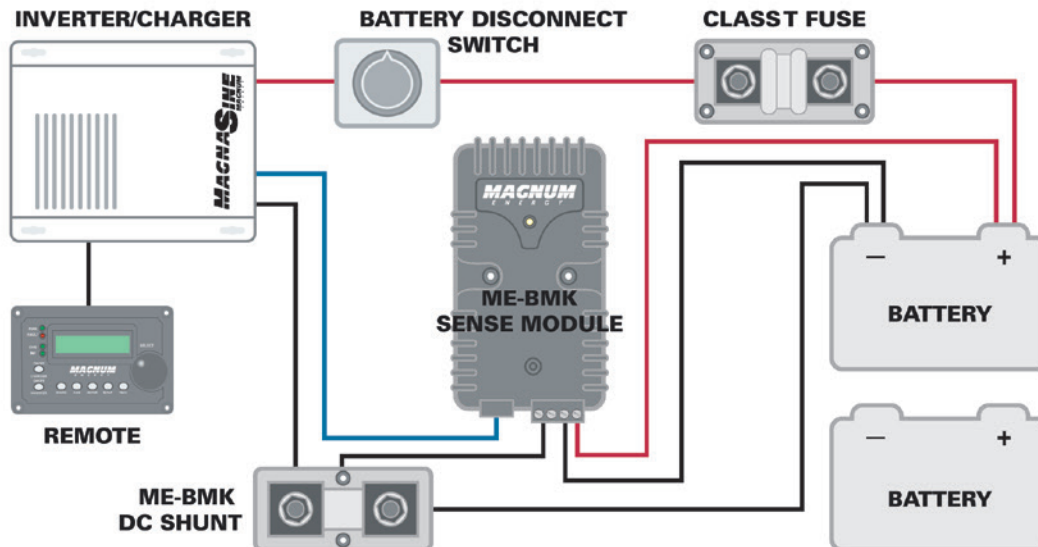 INVERTER/CHARGER
BATTERY DISCONNECT
SWITCH
CLASST FUSE
MAGNASINE
MAGNUM
ENERGY
ME-BMK
SENSE MODULE
– +
BATTERY
MAGNUM
REMOTE
ME-BMK
DC SHUNT
– +
BATTERY